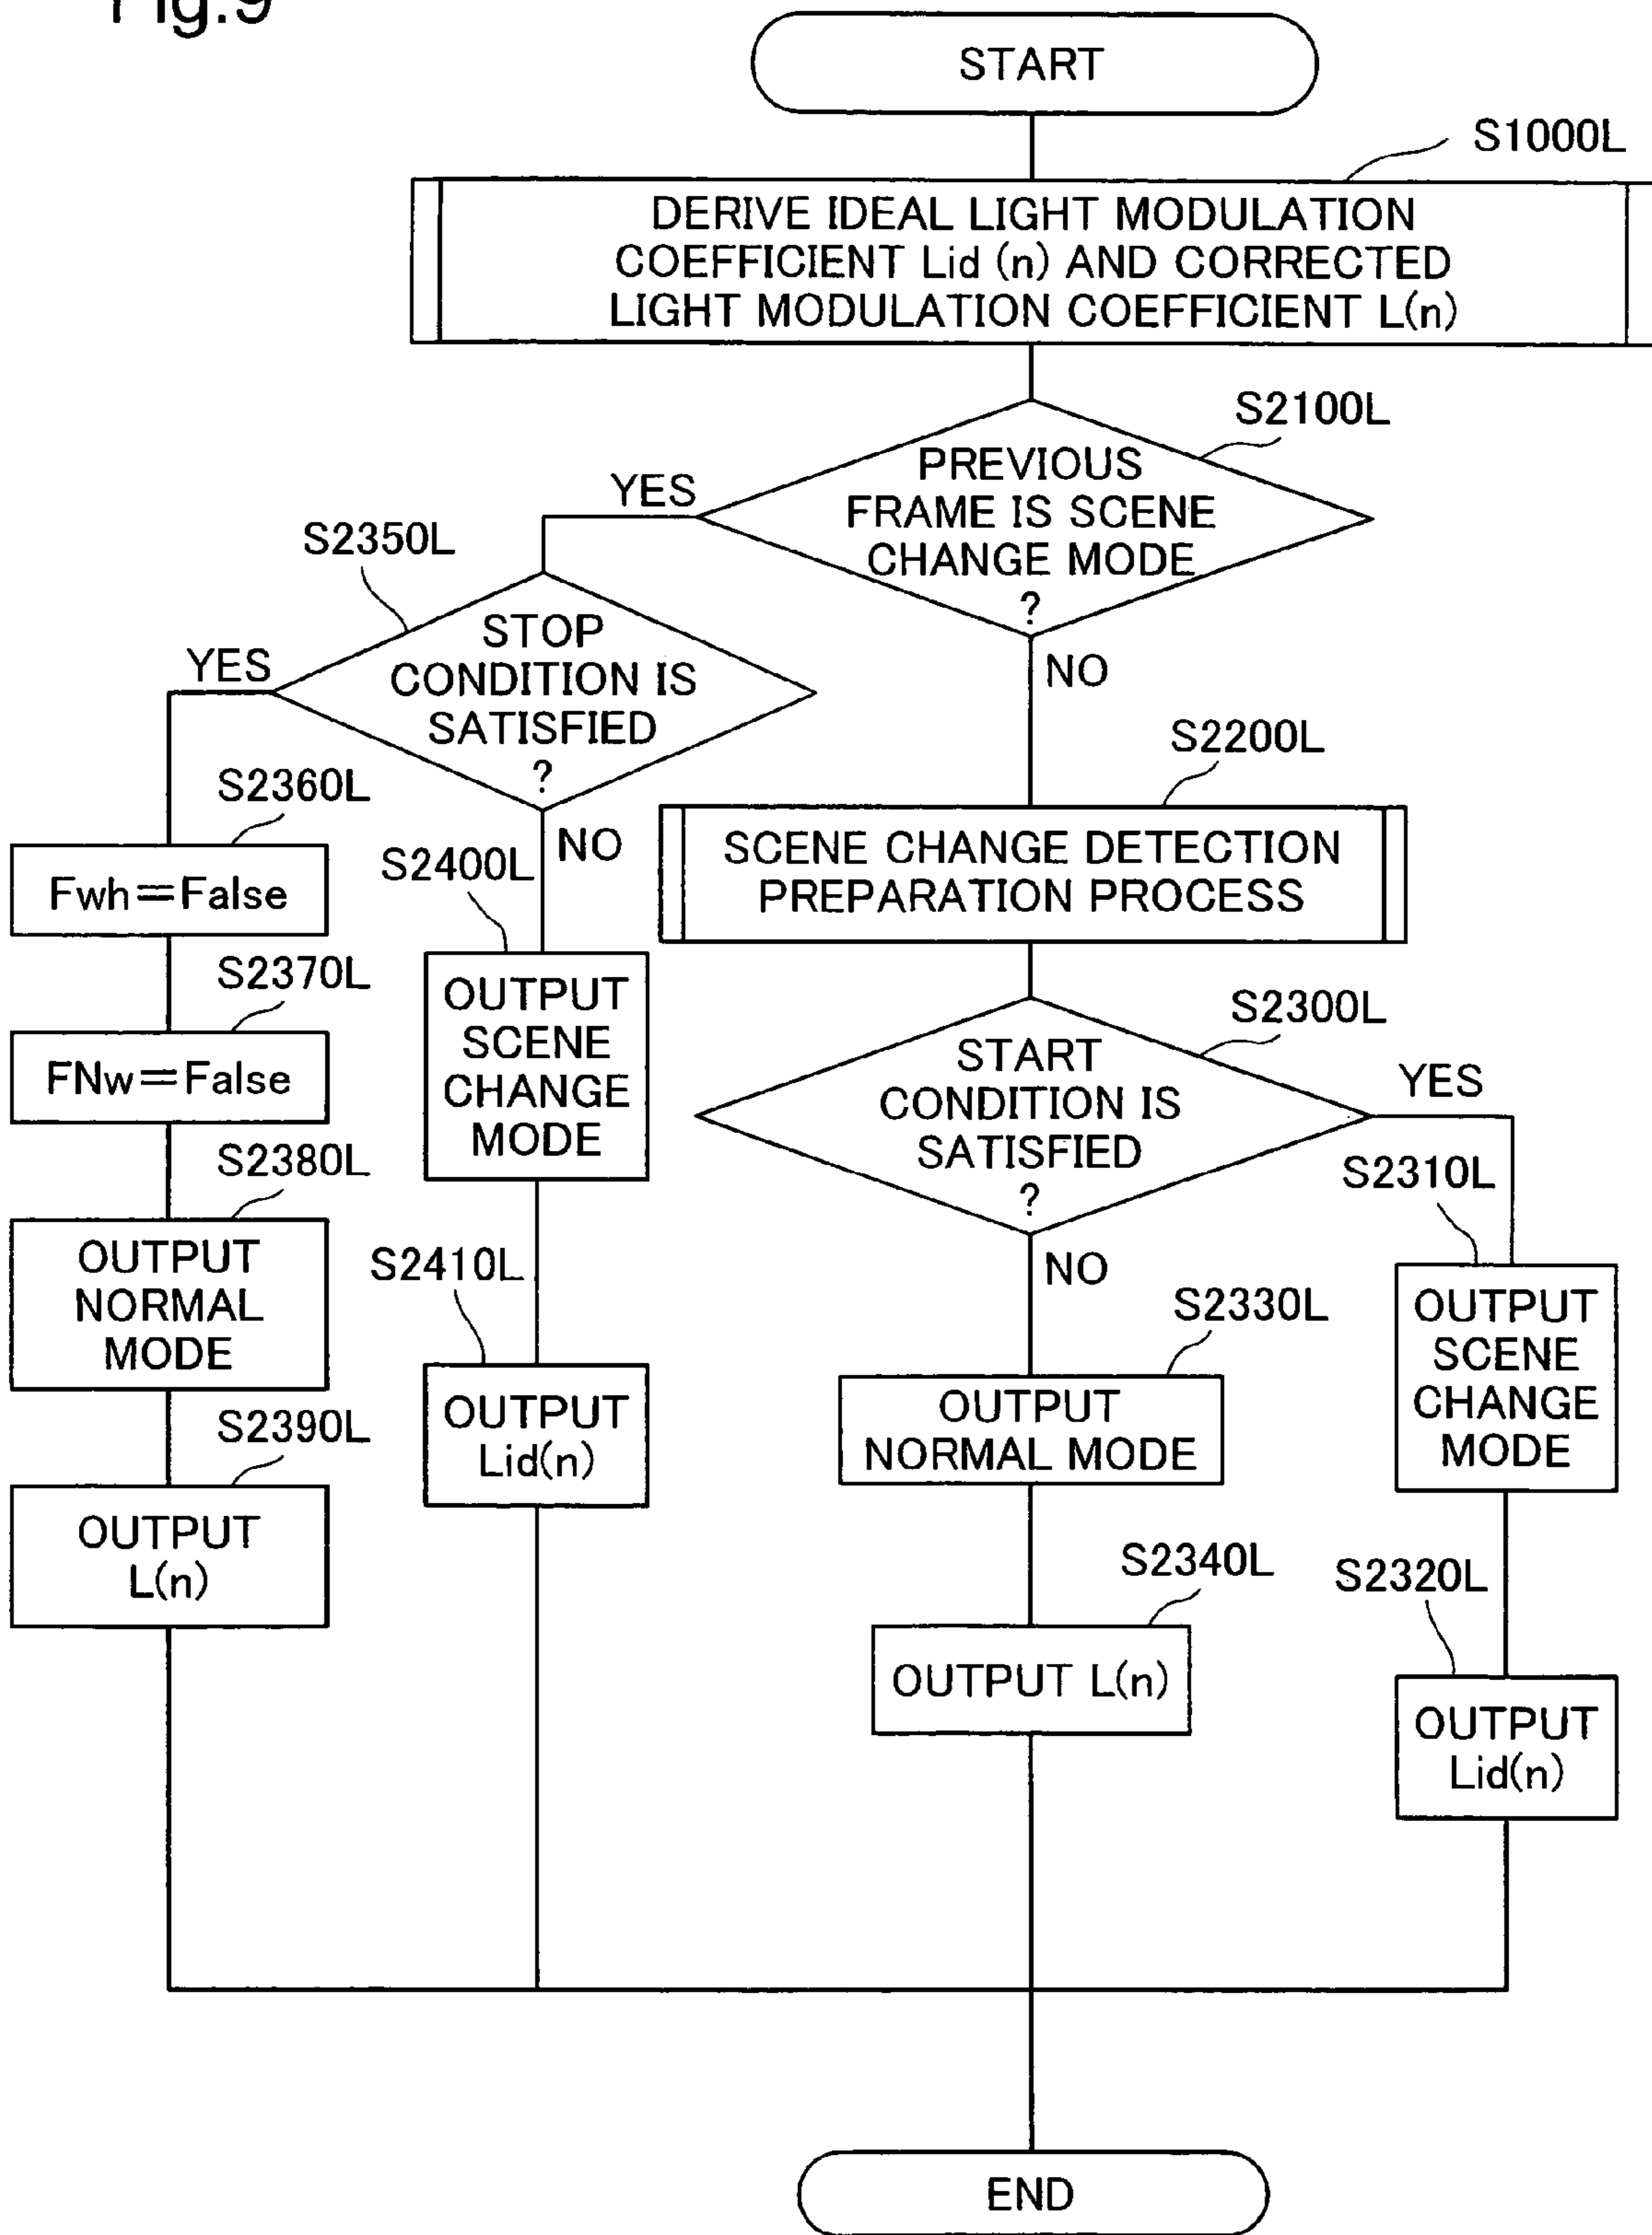 Fig.9
START
S1000L
DERIVE IDEAL LIGHT MODULATION
COEFFICIENT Lid (n) AND CORRECTED
LIGHT MODULATION COEFFICIENT L(n)
S2100L
PREVIOUS
FRAME IS SCENE
CHANGE MODE
?
YES
NO
S2350L
STOP
CONDITION IS
SATISFIED
?
YES
NO
S2360L
Fwh=False
S2370L
FNw=False
S2380L
OUTPUT
NORMAL
MODE
S2390L
OUTPUT
L(n)
S2400L
OUTPUT
SCENE
CHANGE
MODE
S2410L
OUTPUT
Lid(n)
S2200L
SCENE CHANGE DETECTION
PREPARATION PROCESS
S2300L
START
CONDITION IS
SATISFIED
?
YES
NO
S2330L
OUTPUT
NORMAL MODE
S2340L
OUTPUT L(n)
S2310L
OUTPUT
SCENE
CHANGE
MODE
S2320L
OUTPUT
Lid(n)
END